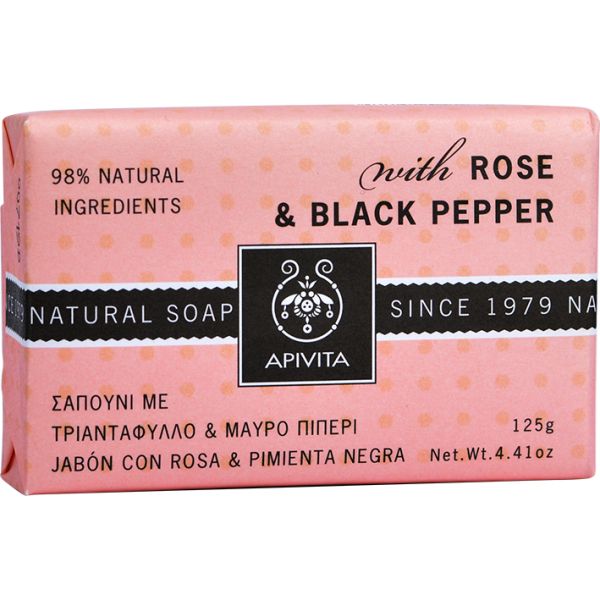 98% NATURAL
INGREDIENTS
with ROSE
& BLACK PEPPER
NATURAL SOAP
APIVITA
SINCE 1979 NA
ΣΑΠΟΥΝΙ ΜΕ
ΤΡΙΑΝΤΑΦΥΛΛΟ & ΜΑΥΡΟ ΠΙΠΕΡΙ
JABÓN CON ROSA & PIMIENTA NEGRA
125g
Net.Wt.4.41oz